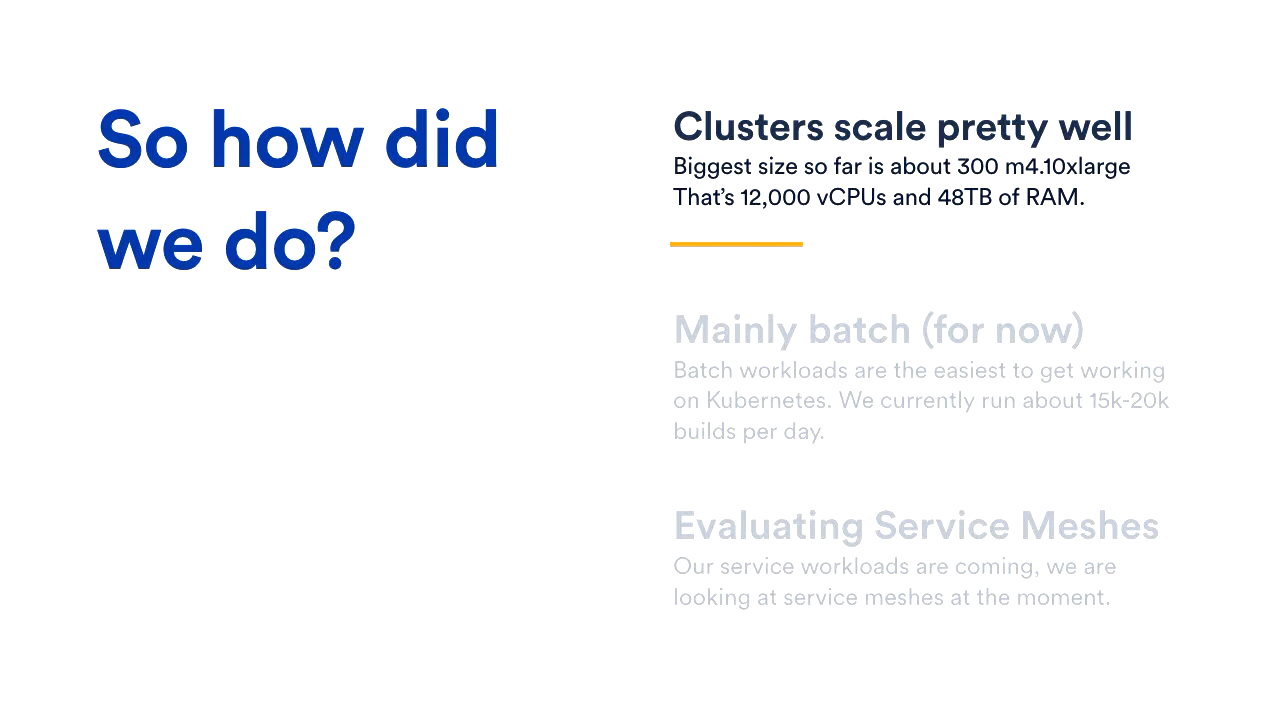 So how did
we do?
Clusters scale pretty well
Biggest size so far is about 300 m4.10xlarge
That’s 12,000 vCPUs and 48TB of RAM.
Mainly batch (for now)
Batch workloads are the easiest to get working
on Kubernetes. We currently run about 15k-20k
builds per day.
Evaluating Service Meshes
Our service workloads are coming, we are
looking at service meshes at the moment.